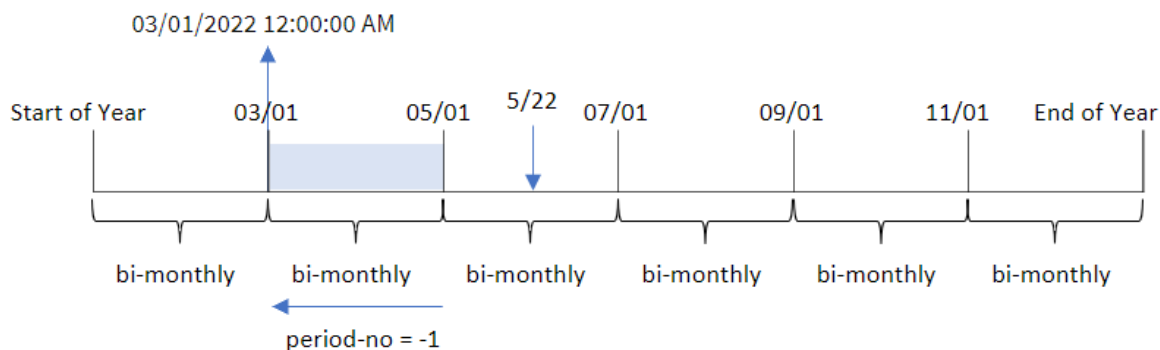 03/01/2022 12:00:00 AM
Start of Year 03/01 05/01 5/22 07/01 09/01 11/01 End of Year
bi-monthly bi-monthly bi-monthly bi-monthly bi-monthly bi-monthly
period-no = -1